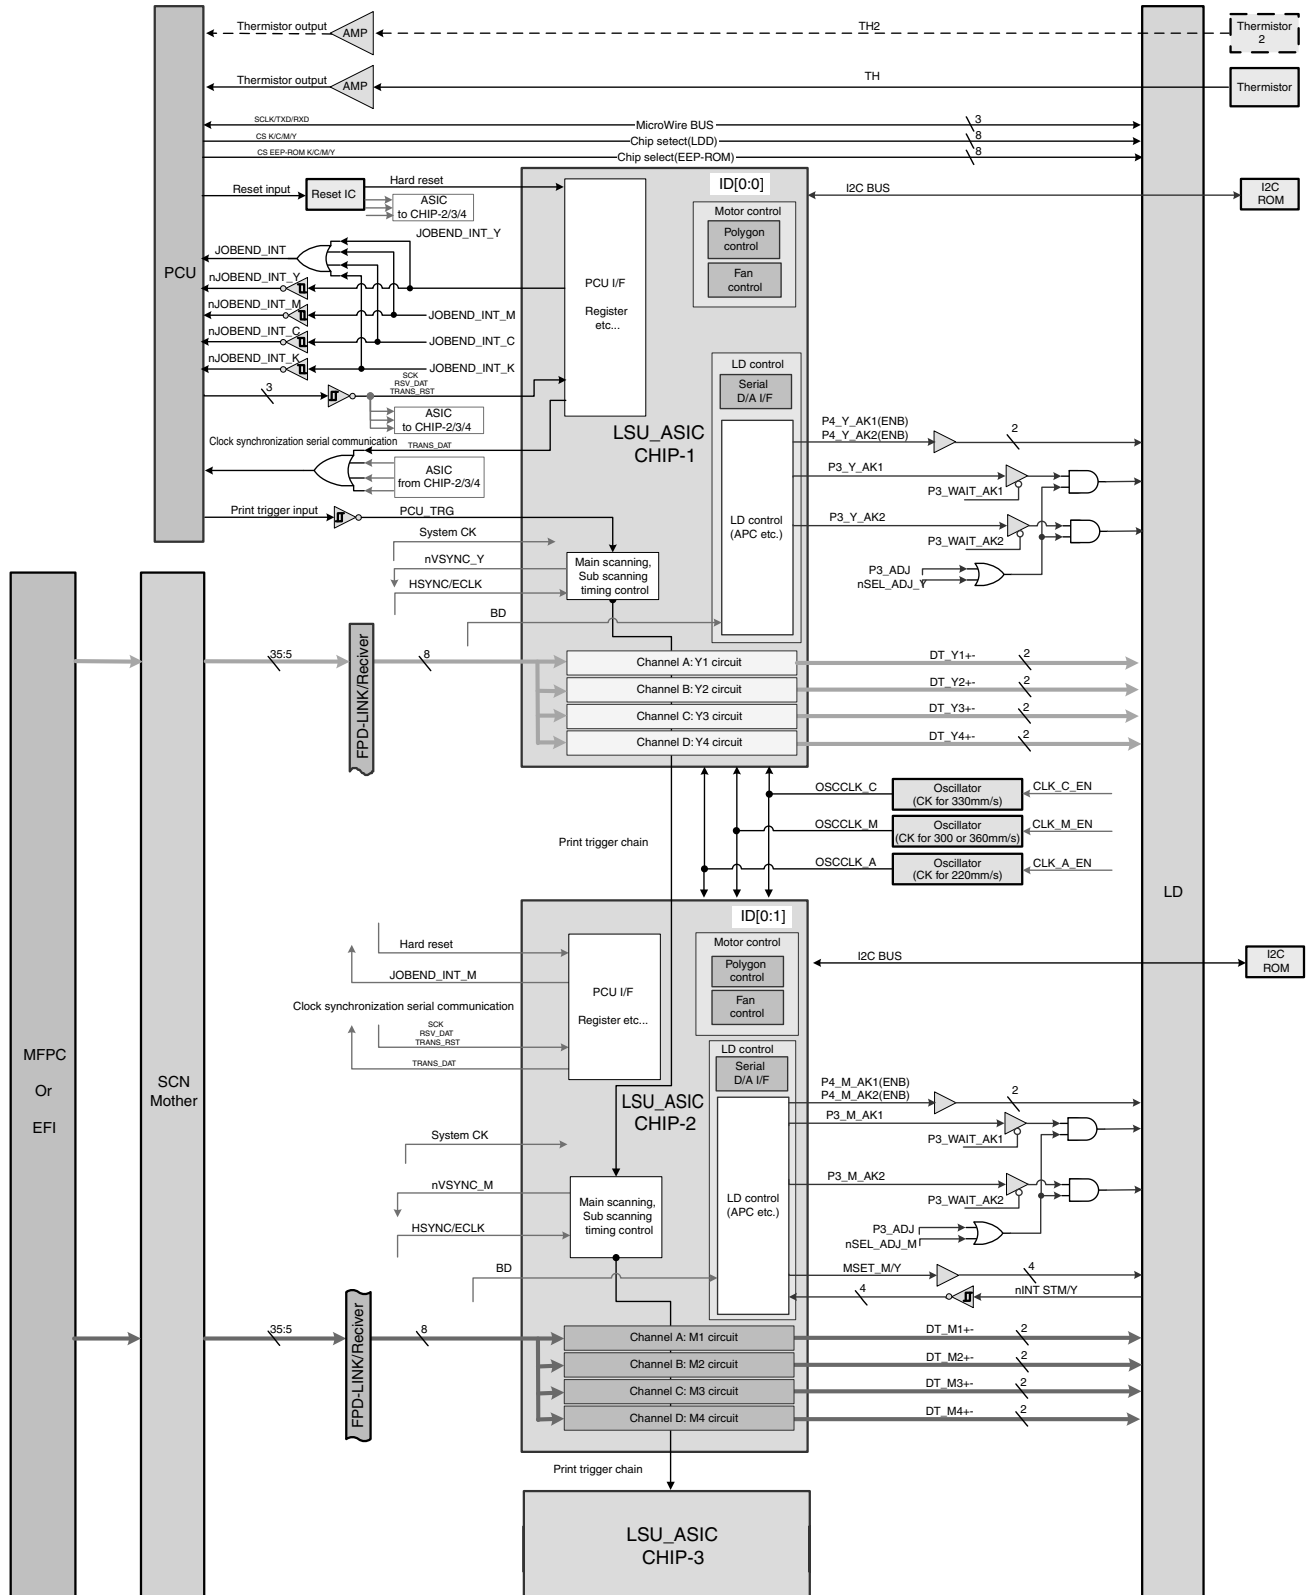 Thermistor output
AMP
TH2
Thermistor
2
Thermistor output
AMP
TH
Thermistor
SCLK/TXD/RXD
MicroWire BUS
3
CS K/C/M/Y
Chip select(LDD)
8
CS EEP-ROM K/C/M/Y
Chip select(EEP-ROM)
8
PCU
Reset input
Reset IC
Hard reset
ASIC
to CHIP-2/3/4
JOBEND_INT_Y
JOBEND_INT
nJOBEND_INT_Y
nJOBEND_INT_M
JOBEND_INT_M
nJOBEND_INT_C
JOBEND_INT_C
nJOBEND_INT_K
JOBEND_INT_K
3
SCK
RSV_DAT
TRANS_RST
ASIC
to CHIP-2/3/4
Clock synchronization serial communication
TRANS_DAT
ASIC
from CHIP-2/3/4
Print trigger input
PCU_TRG
PCU I/F
Register
etc...
ID[0:0]
Motor control
Polygon
control
Fan
control
I2C BUS
I2C
ROM
LD control
Serial
D/A I/F
LSU_ASIC
CHIP-1
LD control
(APC etc.)
P4_Y_AK1(ENB)
P4_Y_AK2(ENB)
2
P3_Y_AK1
P3_WAIT_AK1
P3_Y_AK2
P3_WAIT_AK2
P3_ADJ
nSEL_ADJ_Y
System CK
nVSYNC_Y
HSYNC/ECLK
BD
Main scanning,
Sub scanning
timing control
35:5
FPD-LINK/Reciver
8
Channel A: Y1 circuit
DT_Y1+-
2
Channel B: Y2 circuit
DT_Y2+-
2
Channel C: Y3 circuit
DT_Y3+-
2
Channel D: Y4 circuit
DT_Y4+-
2
OSCCLK_C
Oscillator
(CK for 330mm/s)
CLK_C_EN
OSCCLK_M
Oscillator
(CK for 300 or 360mm/s)
CLK_M_EN
OSCCLK_A
Oscillator
(CK for 220mm/s)
CLK_A_EN
Print trigger chain
LD
MFPC
Or
EFI
SCN
Mother
ID[0:1]
Hard reset
JOBEND_INT_M
Clock synchronization serial communication
SCK
RSV_DAT
TRANS_RST
TRANS_DAT
PCU I/F
Register etc...
Motor control
Polygon
control
Fan
control
I2C BUS
I2C
ROM
LD control
Serial
D/A I/F
LSU_ASIC
CHIP-2
LD control
(APC etc.)
P4_M_AK1(ENB)
P4_M_AK2(ENB)
2
P3_M_AK1
P3_WAIT_AK1
P3_M_AK2
P3_WAIT_AK2
P3_ADJ
nSEL_ADJ_M
MSET_M/Y
4
4
nINT STM/Y
System CK
nVSYNC_M
HSYNC/ECLK
BD
Main scanning,
Sub scanning
timing control
35:5
FPD-LINK/Reciver
8
Channel A: M1 circuit
DT_M1+-
2
Channel B: M2 circuit
DT_M2+-
2
Channel C: M3 circuit
DT_M3+-
2
Channel D: M4 circuit
DT_M4+-
2
Print trigger chain
LSU_ASIC
CHIP-3